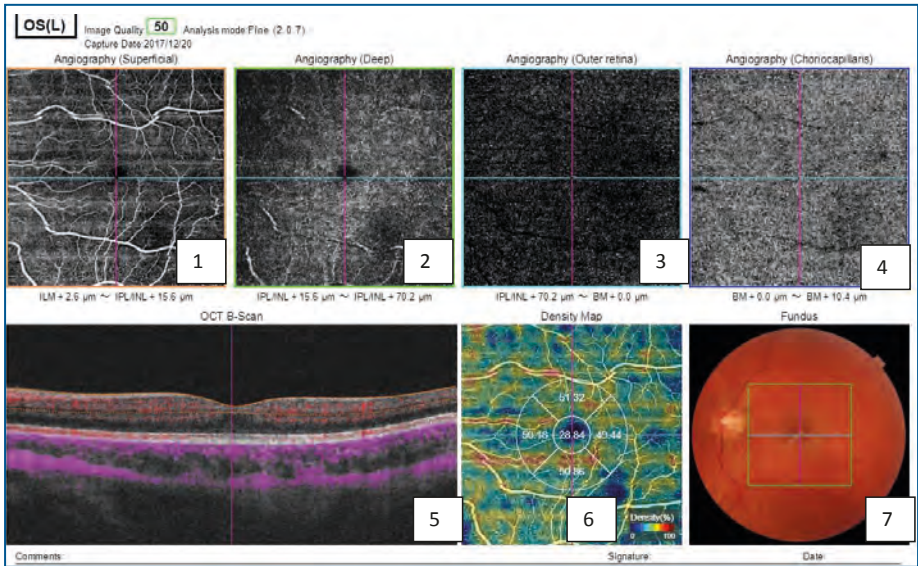 OS(L) Image Quality 50 Analysis mode Fine (2.0.7)
Capture Date 2017/12/20
Angiography (Superficial) Angiography (Deep) Angiography (Outer retina) Angiography (Choriocapillaris)
1 2 3 4
ILM + 2.6 μm ~ IPL/INL + 15.6 μm IPL/INL + 15.6 μm ~ IPL/INL + 70.2 μm IPL/INL + 70.2 μm ~ BM + 0.0 μm BM + 0.0 μm ~ BM + 10.4 μm
OCT B-Scan Density Map Fundus
51.32
50.18 28.84 49.44
50.86
5 6 7
Density(%)
0 100
Comments: Signature: Date: